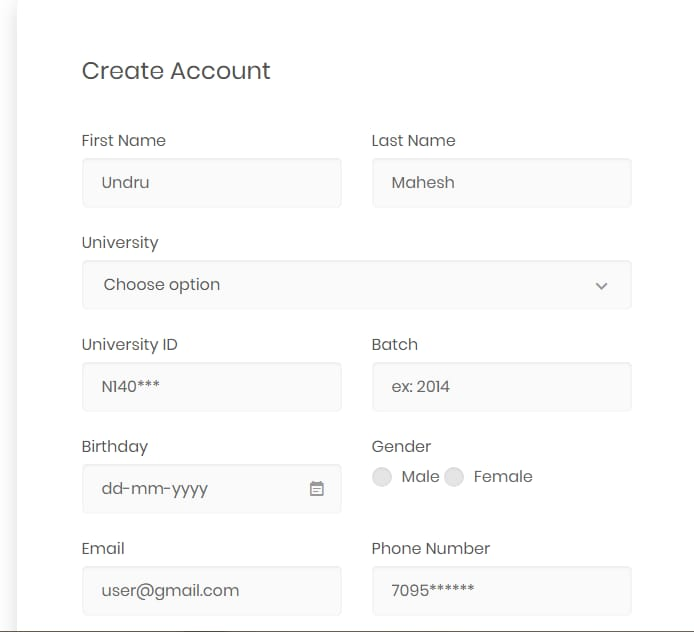 Create Account
First Name Last Name
Undru Mahesh
University
Choose option
University ID Batch
N140*** ex: 2014
Birthday Gender
dd-mm-yyyy Male Female
Email Phone Number
user@gmail.com 7095******